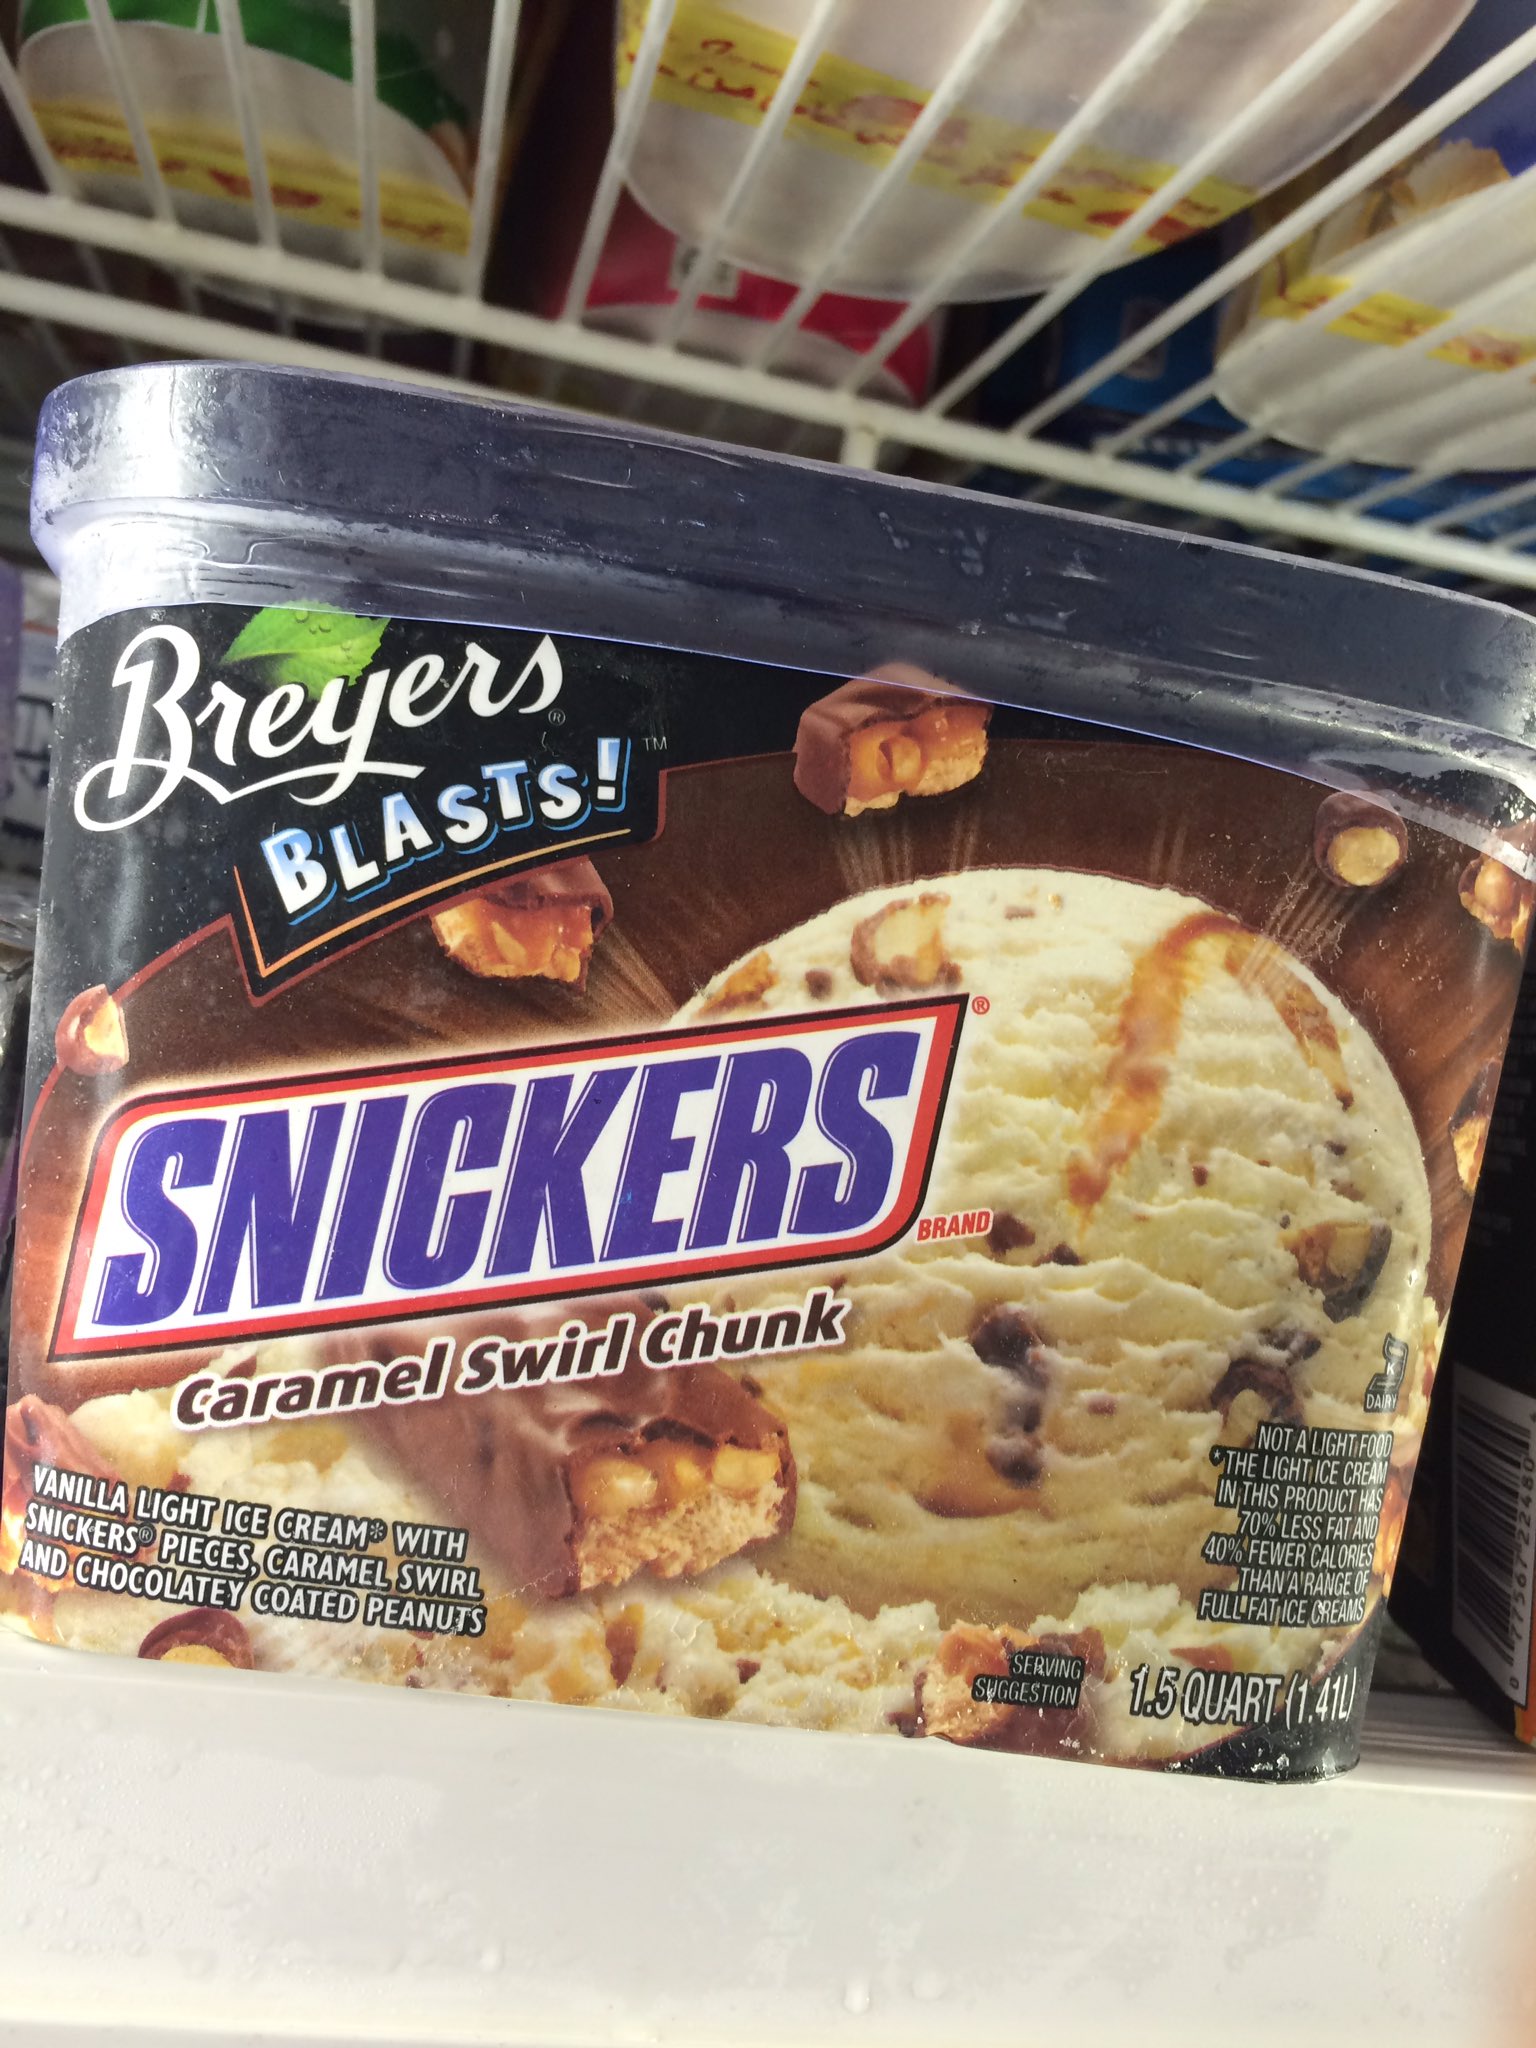 Breyers®
BLASTS!™
SNICKERS®
BRAND
Caramel Swirl Chunk
VANILLA LIGHT ICE CREAM* WITH
SNICKERS® PIECES, CARAMEL SWIRL
AND CHOCOLATEY COATED PEANUTS
K
DAIRY
NOT A LIGHT FOOD
*THE LIGHT ICE CREAM
IN THIS PRODUCT HAS
70% LESS FAT AND
40% FEWER CALORIES
THAN A RANGE OF
FULL FAT ICE CREAMS
SERVING
SUGGESTION
1.5 QUART (1.41L)